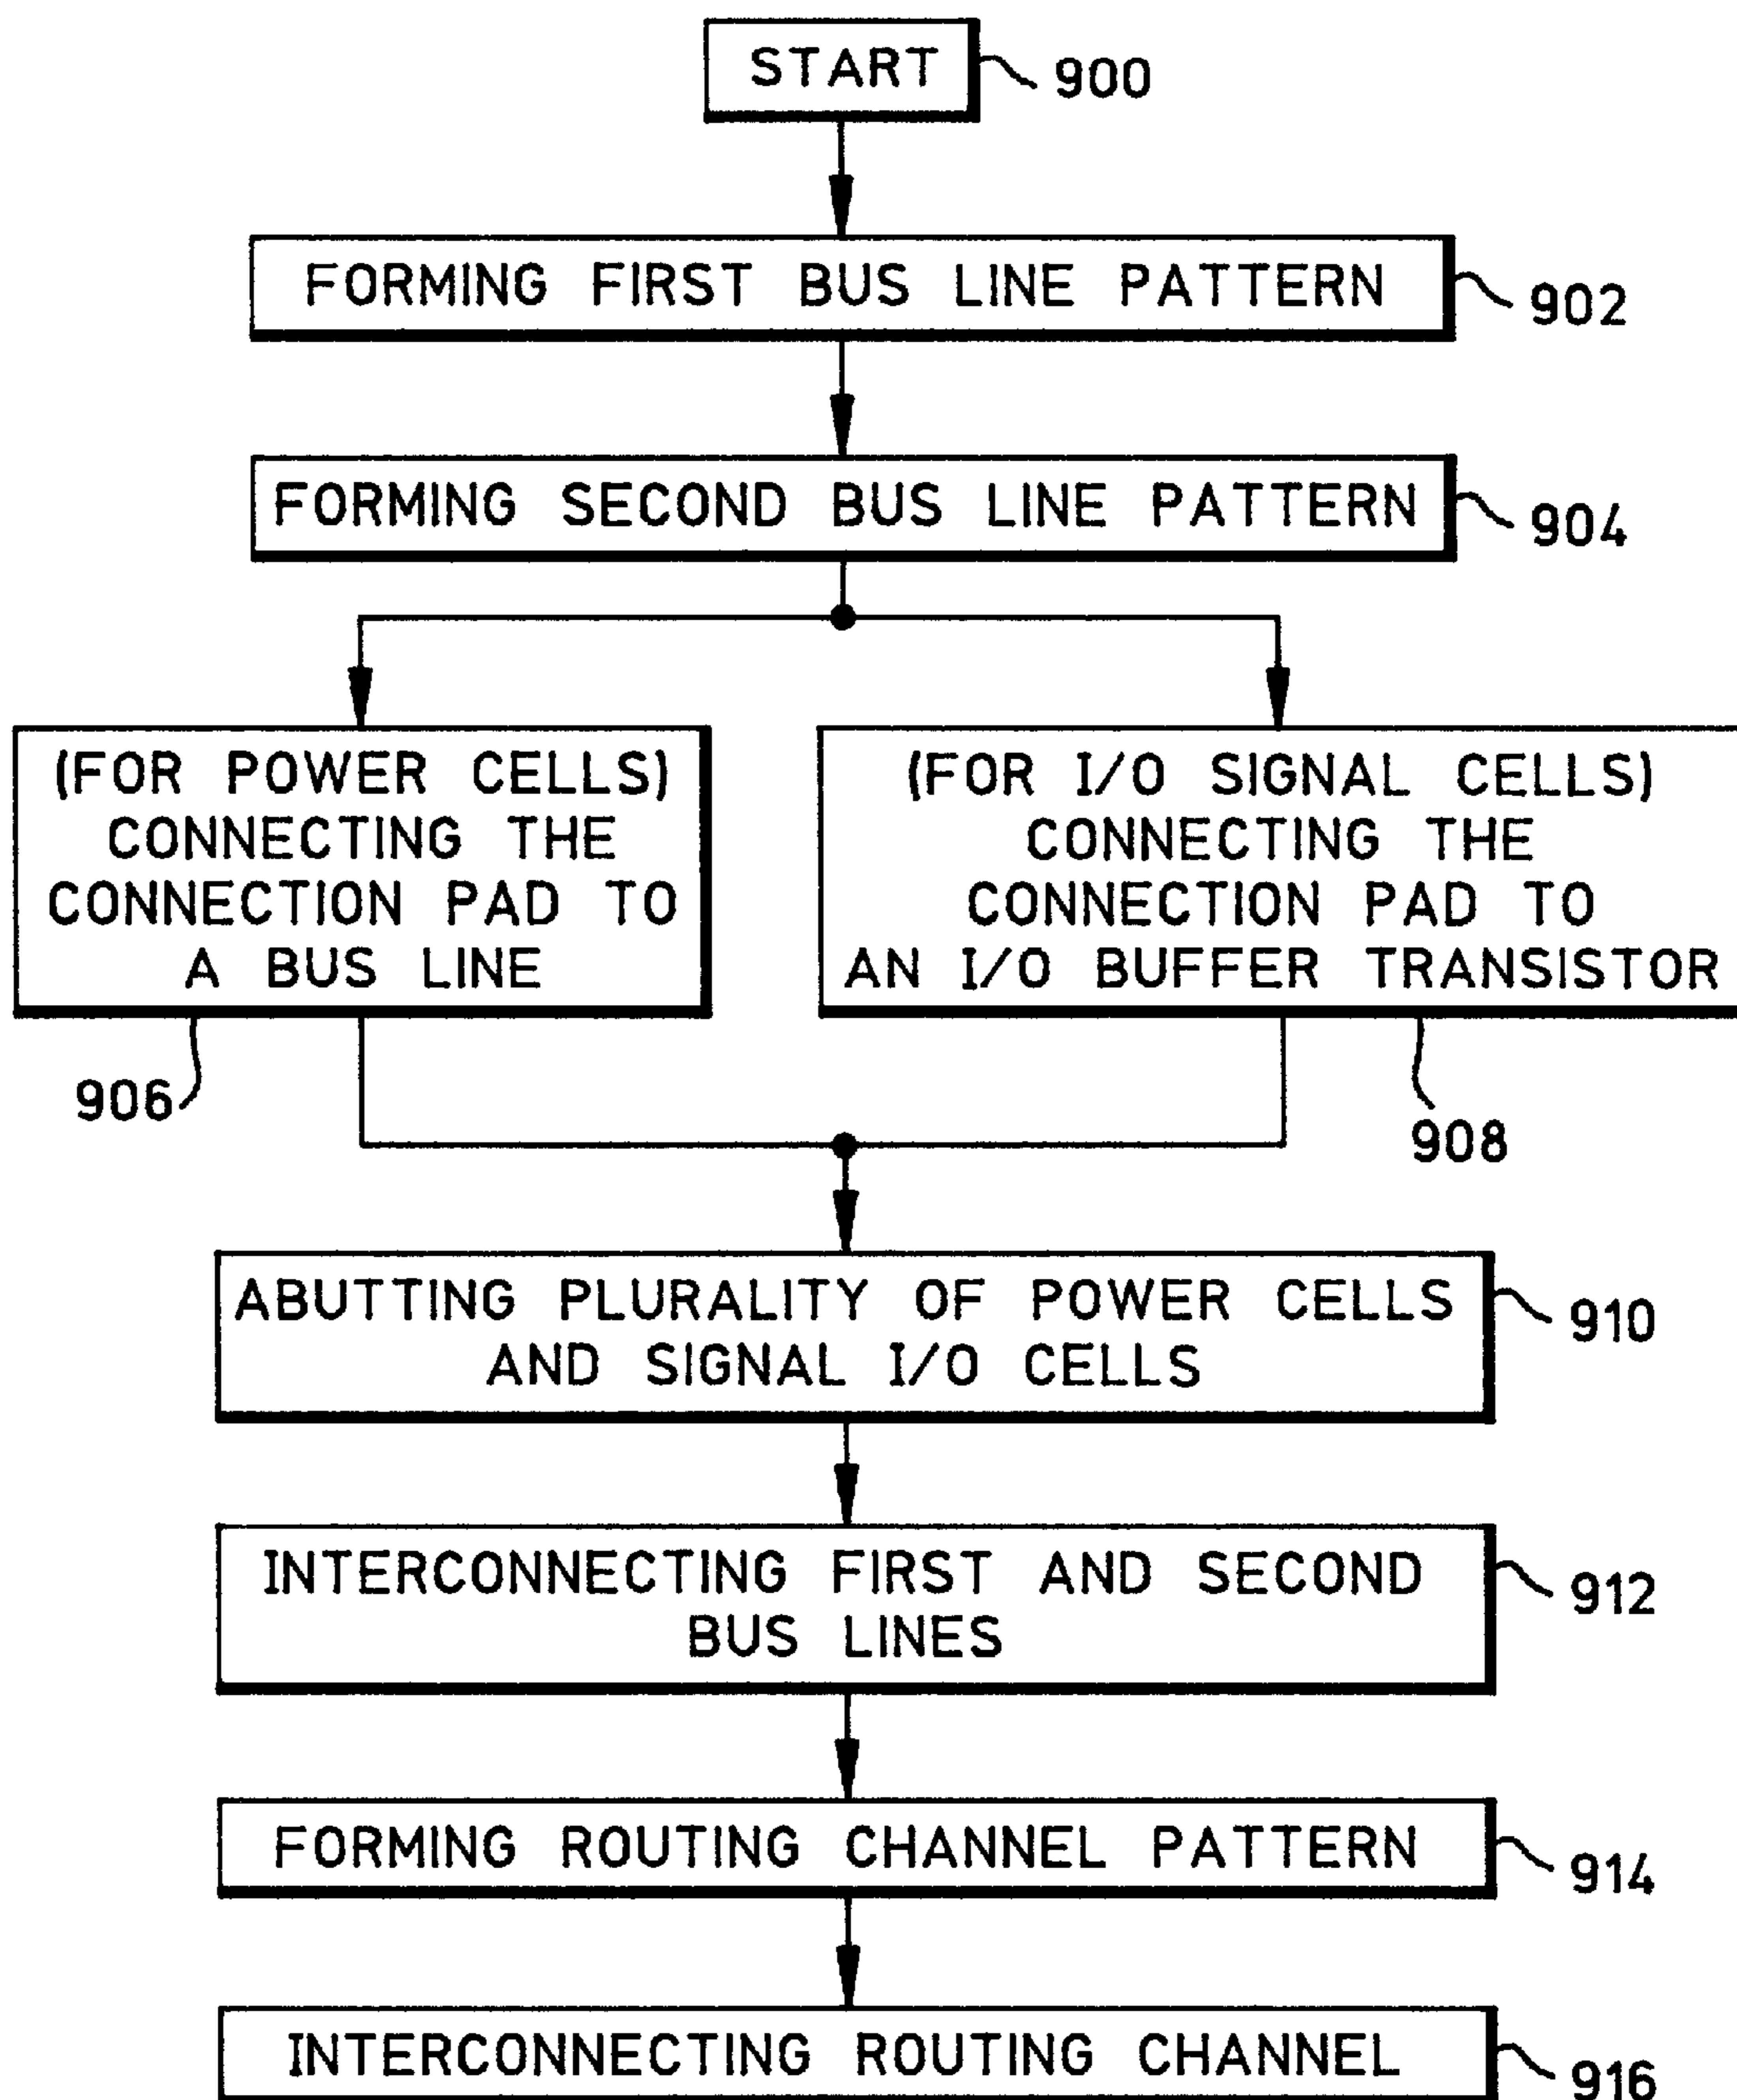 START
900
FORMING FIRST BUS LINE PATTERN
902
FORMING SECOND BUS LINE PATTERN
904
(FOR POWER CELLS)
CONNECTING THE
CONNECTION PAD TO
A BUS LINE
906
(FOR I/O SIGNAL CELLS)
CONNECTING THE
CONNECTION PAD TO
AN I/O BUFFER TRANSISTOR
908
ABUTTING PLURALITY OF POWER CELLS
AND SIGNAL I/O CELLS
910
INTERCONNECTING FIRST AND SECOND
BUS LINES
912
FORMING ROUTING CHANNEL PATTERN
914
INTERCONNECTING ROUTING CHANNEL
916